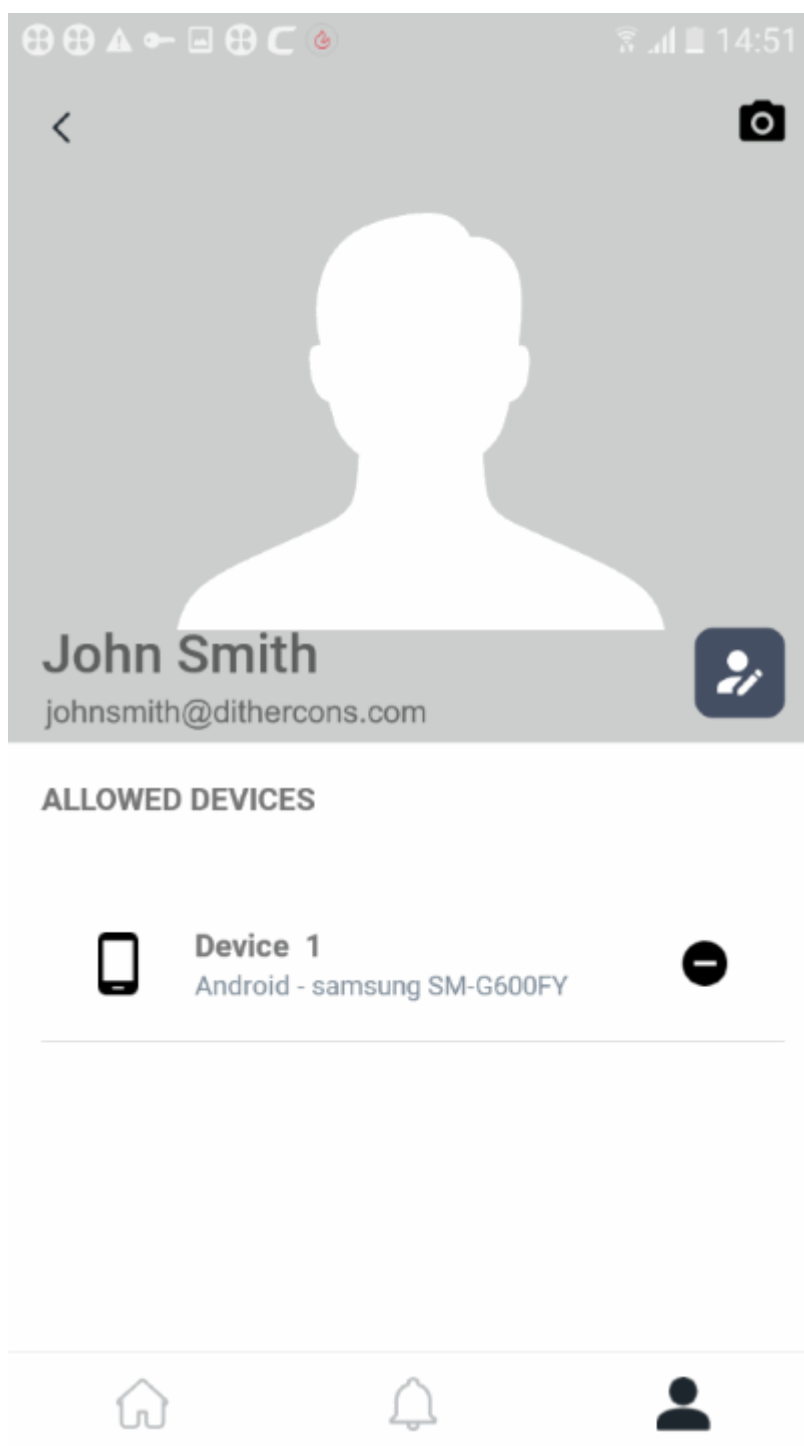 14:51
John Smith
johnsmith@dithercons.com
ALLOWED DEVICES
Device 1
Android - samsung SM-G600FY